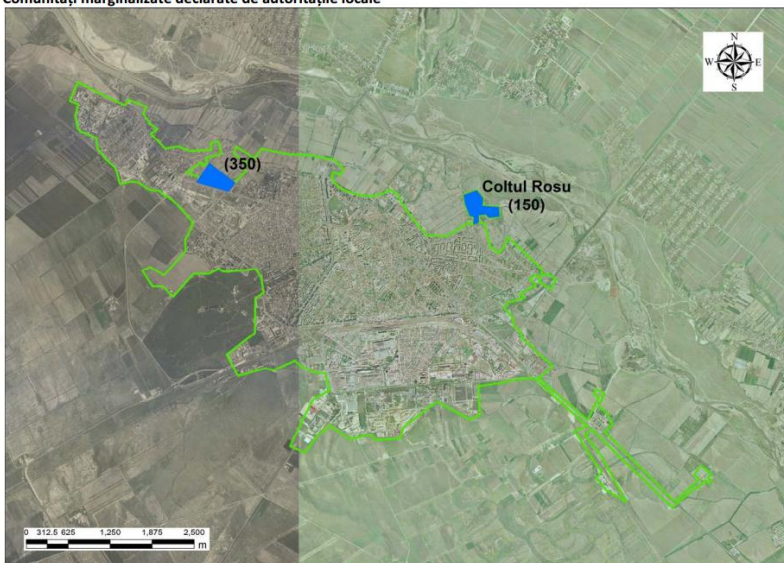 Comunități marginalizate declarate de autoritățile locale
N
W E
S
(350)
Coltul Rosu
(150)
0 312.5 625 1,250 1,875 2,500
m